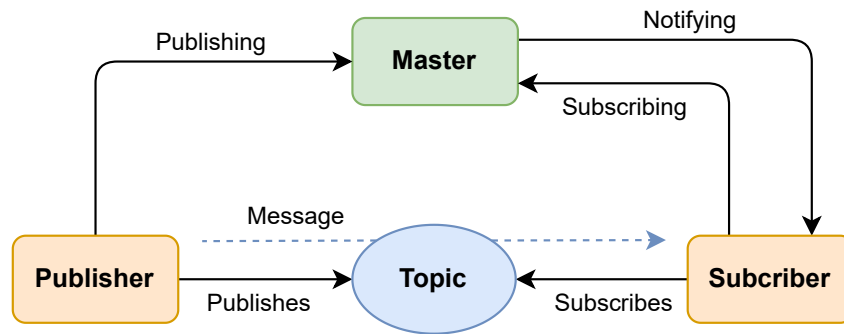 Notifying
Publishing
Master
Subscribing
Message
Publisher
Topic
Subcriber
Publishes
Subscribes